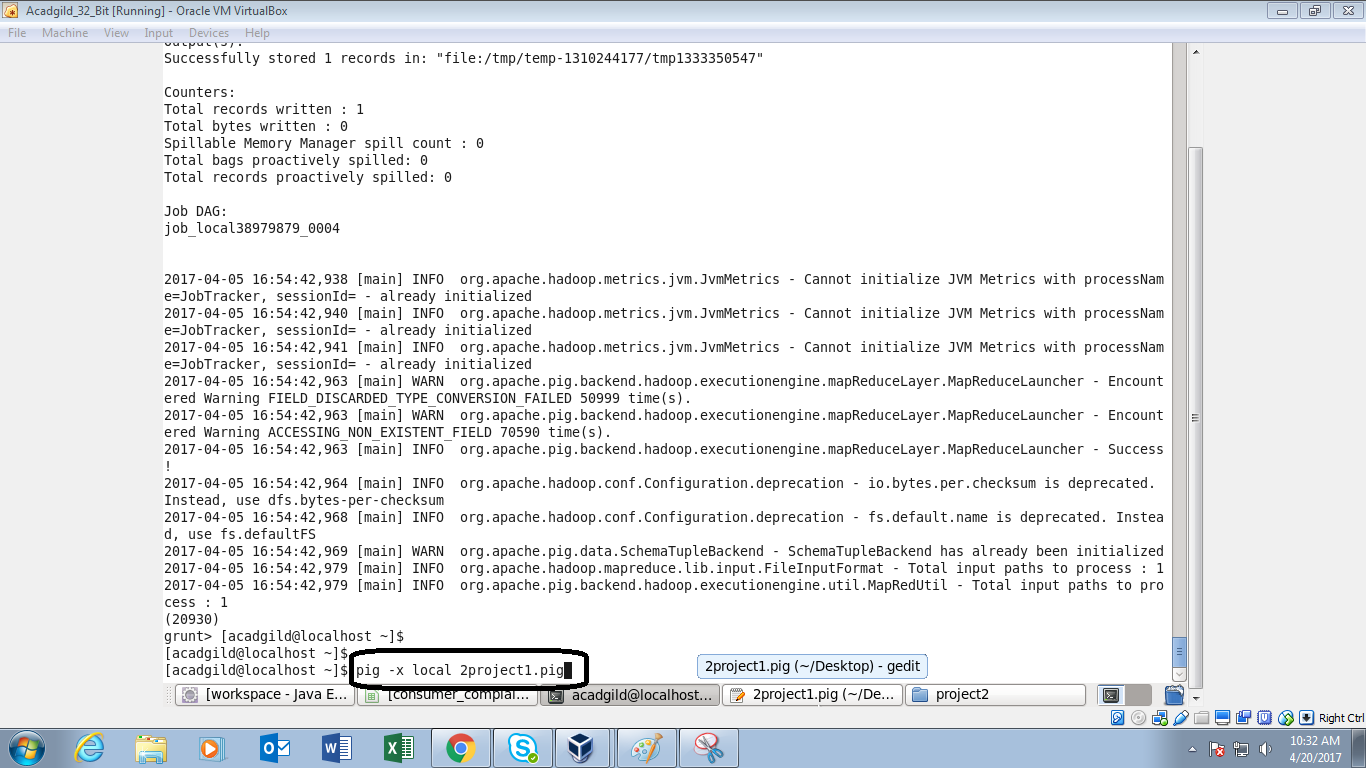 Acadgild_32_Bit [Running] - Oracle VM VirtualBox
File Machine View Input Devices Help
Output(s):
Successfully stored 1 records in: "file:/tmp/temp-1310244177/tmp1333350547"
Counters:
Total records written : 1
Total bytes written : 0
Spillable Memory Manager spill count : 0
Total bags proactively spilled: 0
Total records proactively spilled: 0
Job DAG:
job_local38979879_0004
2017-04-05 16:54:42,938 [main] INFO  org.apache.hadoop.metrics.jvm.JvmMetrics - Cannot initialize JVM Metrics with processNam
e=JobTracker, sessionId= - already initialized
2017-04-05 16:54:42,940 [main] INFO  org.apache.hadoop.metrics.jvm.JvmMetrics - Cannot initialize JVM Metrics with processNam
e=JobTracker, sessionId= - already initialized
2017-04-05 16:54:42,941 [main] INFO  org.apache.hadoop.metrics.jvm.JvmMetrics - Cannot initialize JVM Metrics with processNam
e=JobTracker, sessionId= - already initialized
2017-04-05 16:54:42,963 [main] WARN  org.apache.pig.backend.hadoop.executionengine.mapReduceLayer.MapReduceLauncher - Encount
ered Warning FIELD_DISCARDED_TYPE_CONVERSION_FAILED 50999 time(s).
2017-04-05 16:54:42,963 [main] WARN  org.apache.pig.backend.hadoop.executionengine.mapReduceLayer.MapReduceLauncher - Encount
ered Warning ACCESSING_NON_EXISTENT_FIELD 70590 time(s).
2017-04-05 16:54:42,963 [main] INFO  org.apache.pig.backend.hadoop.executionengine.mapReduceLayer.MapReduceLauncher - Success
!
2017-04-05 16:54:42,964 [main] INFO  org.apache.hadoop.conf.Configuration.deprecation - io.bytes.per.checksum is deprecated.
Instead, use dfs.bytes-per-checksum
2017-04-05 16:54:42,968 [main] INFO  org.apache.hadoop.conf.Configuration.deprecation - fs.default.name is deprecated. Instea
d, use fs.defaultFS
2017-04-05 16:54:42,969 [main] WARN  org.apache.pig.data.SchemaTupleBackend - SchemaTupleBackend has already been initialized
2017-04-05 16:54:42,979 [main] INFO  org.apache.hadoop.mapreduce.lib.input.FileInputFormat - Total input paths to process : 1
2017-04-05 16:54:42,979 [main] INFO  org.apache.pig.backend.hadoop.executionengine.util.MapRedUtil - Total input paths to pro
cess : 1
(20930)
grunt> [acadgild@localhost ~]$
[acadgild@localhost ~]$
[acadgild@localhost ~]$ pig -x local 2project1.pig
2project1.pig (~/Desktop) - gedit
[workspace - Java E... [consumer_complai... acadgild@localhost... 2project1.pig (~/De... project2
Right Ctrl
10:32 AM
4/20/2017